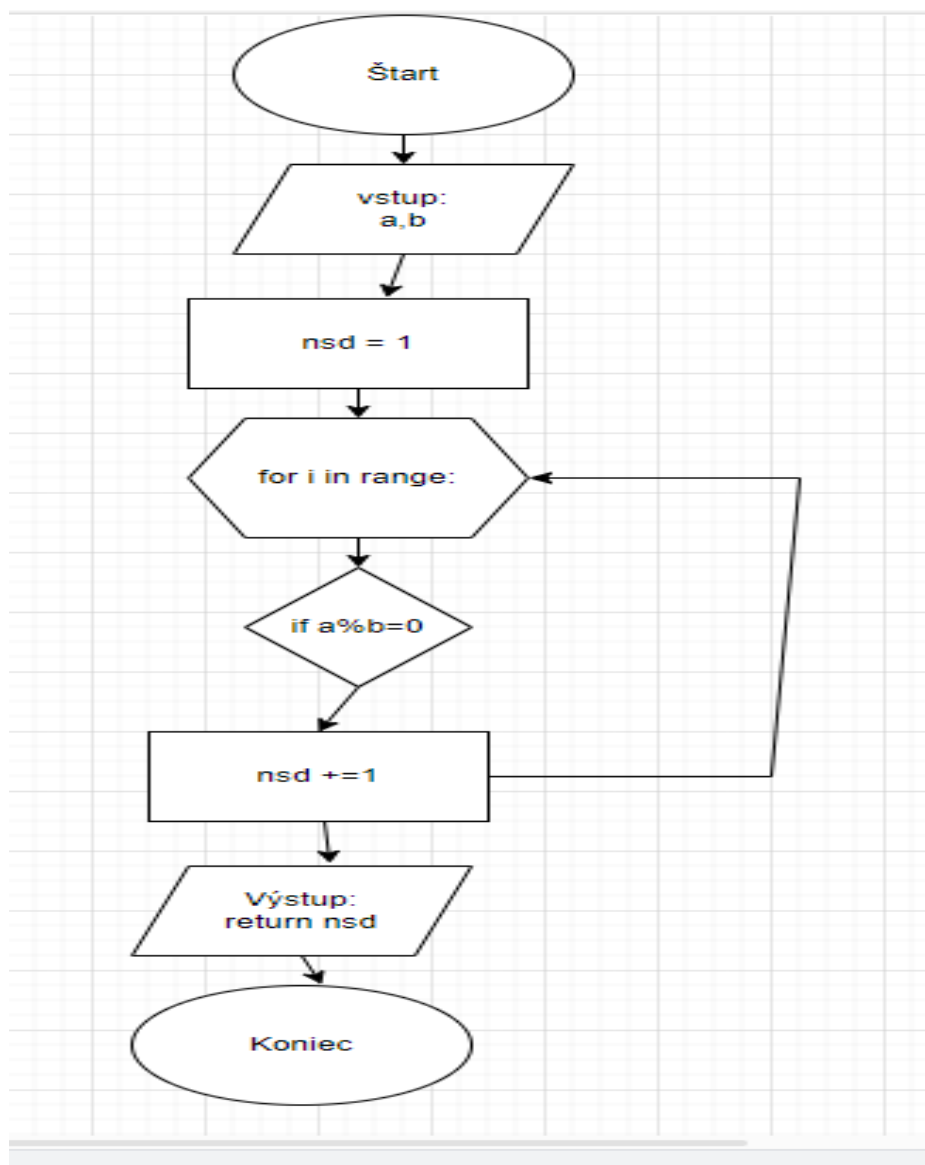 Štart
vstup:
a,b
nsd = 1
for i in range:
if a%b=0
nsd +=1
Výstup:
return nsd
Koniec